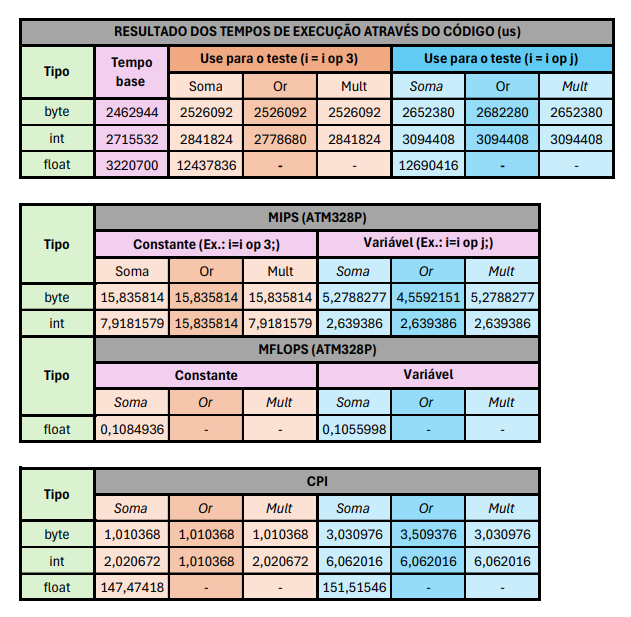 RESULTADO DOS TEMPOS DE EXECUÇÃO ATRAVÉS DO CÓDIGO (us)
Tipo Tempo base Use para o teste (i = i op 3) Use para o teste (i = i op j)
Soma Or Mult Soma Or Mult
byte 2462944 2526092 2526092 2526092 2652380 2682280 2652380
int 2715532 2841824 2778680 2841824 3094408 3094408 3094408
float 3220700 12437836 - - 12690416 - -
Tipo MIPS (ATM328P)
Constante (Ex.: i=i op 3;) Variável (Ex.: i=i op j;)
Soma Or Mult Soma Or Mult
byte 15,835814 15,835814 15,835814 5,2788277 4,5592151 5,2788277
int 7,9181579 15,835814 7,9181579 2,639386 2,639386 2,639386
Tipo MFLOPS (ATM328P)
Constante Variável
Soma Or Mult Soma Or Mult
float 0,1084936 - - 0,1055998 - -
Tipo CPI
Soma Or Mult Soma Or Mult
byte 1,010368 1,010368 1,010368 3,030976 3,509376 3,030976
int 2,020672 1,010368 2,020672 6,062016 6,062016 6,062016
float 147,47418 - - 151,51546 - -